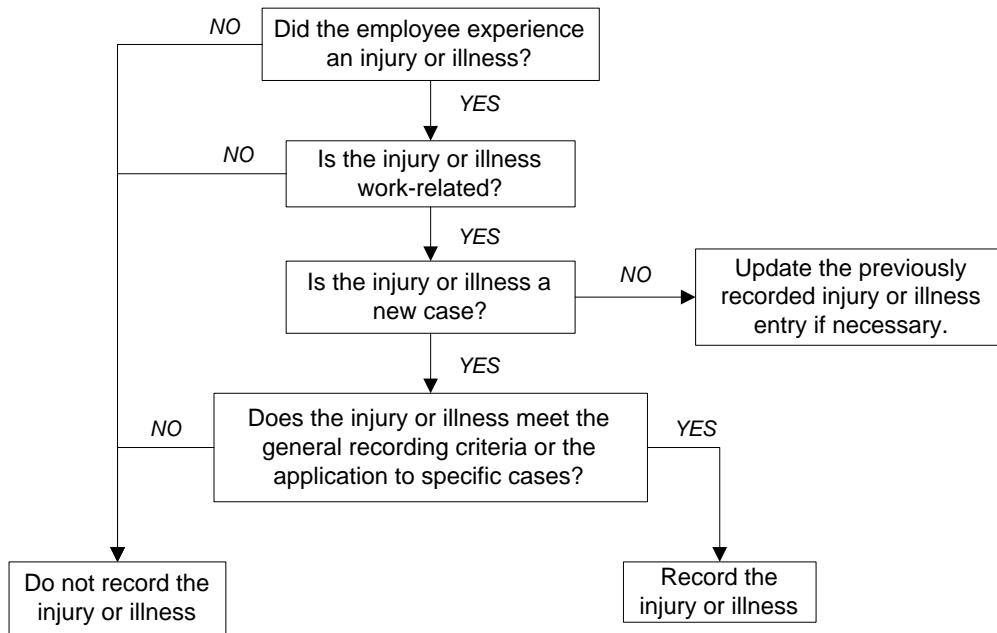 NO
Did the employee experience
an injury or illness?
YES
NO
Is the injury or illness
work-related?
YES
Is the injury or illness a
new case?
NO
Update the previously
recorded injury or illness
entry if necessary.
YES
NO
Does the injury or illness meet the
general recording criteria or the
application to specific cases?
YES
Do not record the
injury or illness
Record the
injury or illness